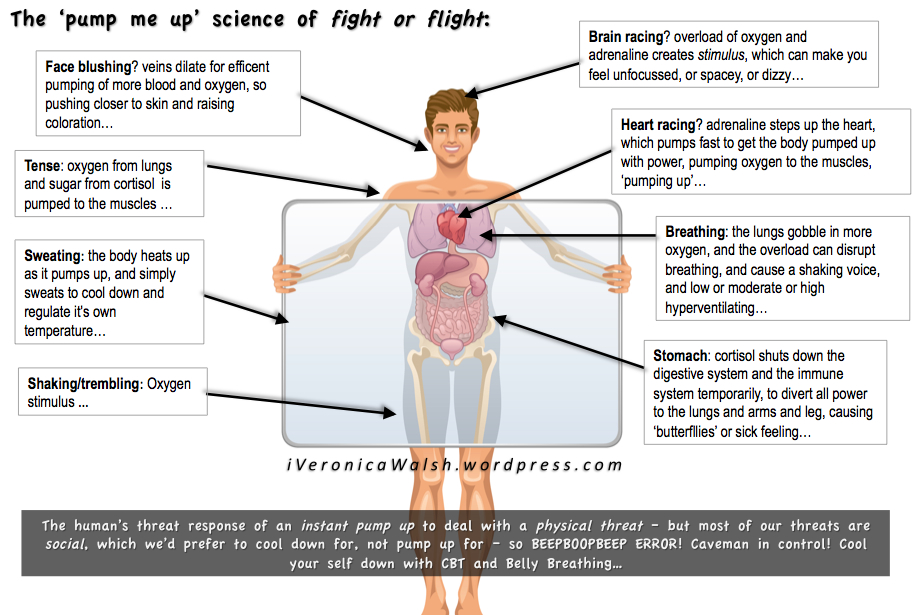 The 'pump me up' science of fight or flight:
Face blushing? veins dilate for efficent
pumping of more blood and oxygen, so
pushing closer to skin and raising
coloration…
Brain racing? overload of oxygen and
adrenaline creates stimulus, which can make you
feel unfocussed, or spacey, or dizzy…
Heart racing? adrenaline steps up the heart,
which pumps fast to get the body pumped up
with power, pumping oxygen to the muscles,
'pumping up'…
Tense: oxygen from lungs
and sugar from cortisol is
pumped to the muscles …
Breathing: the lungs gobble in more
oxygen, and the overload can disrupt
breathing, and cause a shaking voice,
and low or moderate or high
hyperventilating…
Sweating: the body heats up
as it pumps up, and simply
sweats to cool down and
regulate it's own
temperature…
Stomach: cortisol shuts down the
digestive system and the immune
system temporarily, to divert all power
to the lungs and arms and leg, causing
'butterfllies' or sick feeling…
Shaking/trembling: Oxygen
stimulus ...
iVeronicaWalsh.wordpress.com
The human's threat response of an instant pump up to deal with a physical threat – but most of our threats are
social, which we'd prefer to cool down for, not pump up for – so BEEPBOOPBEEP ERROR! Caveman in control! Cool
your self down with CBT and Belly Breathing…